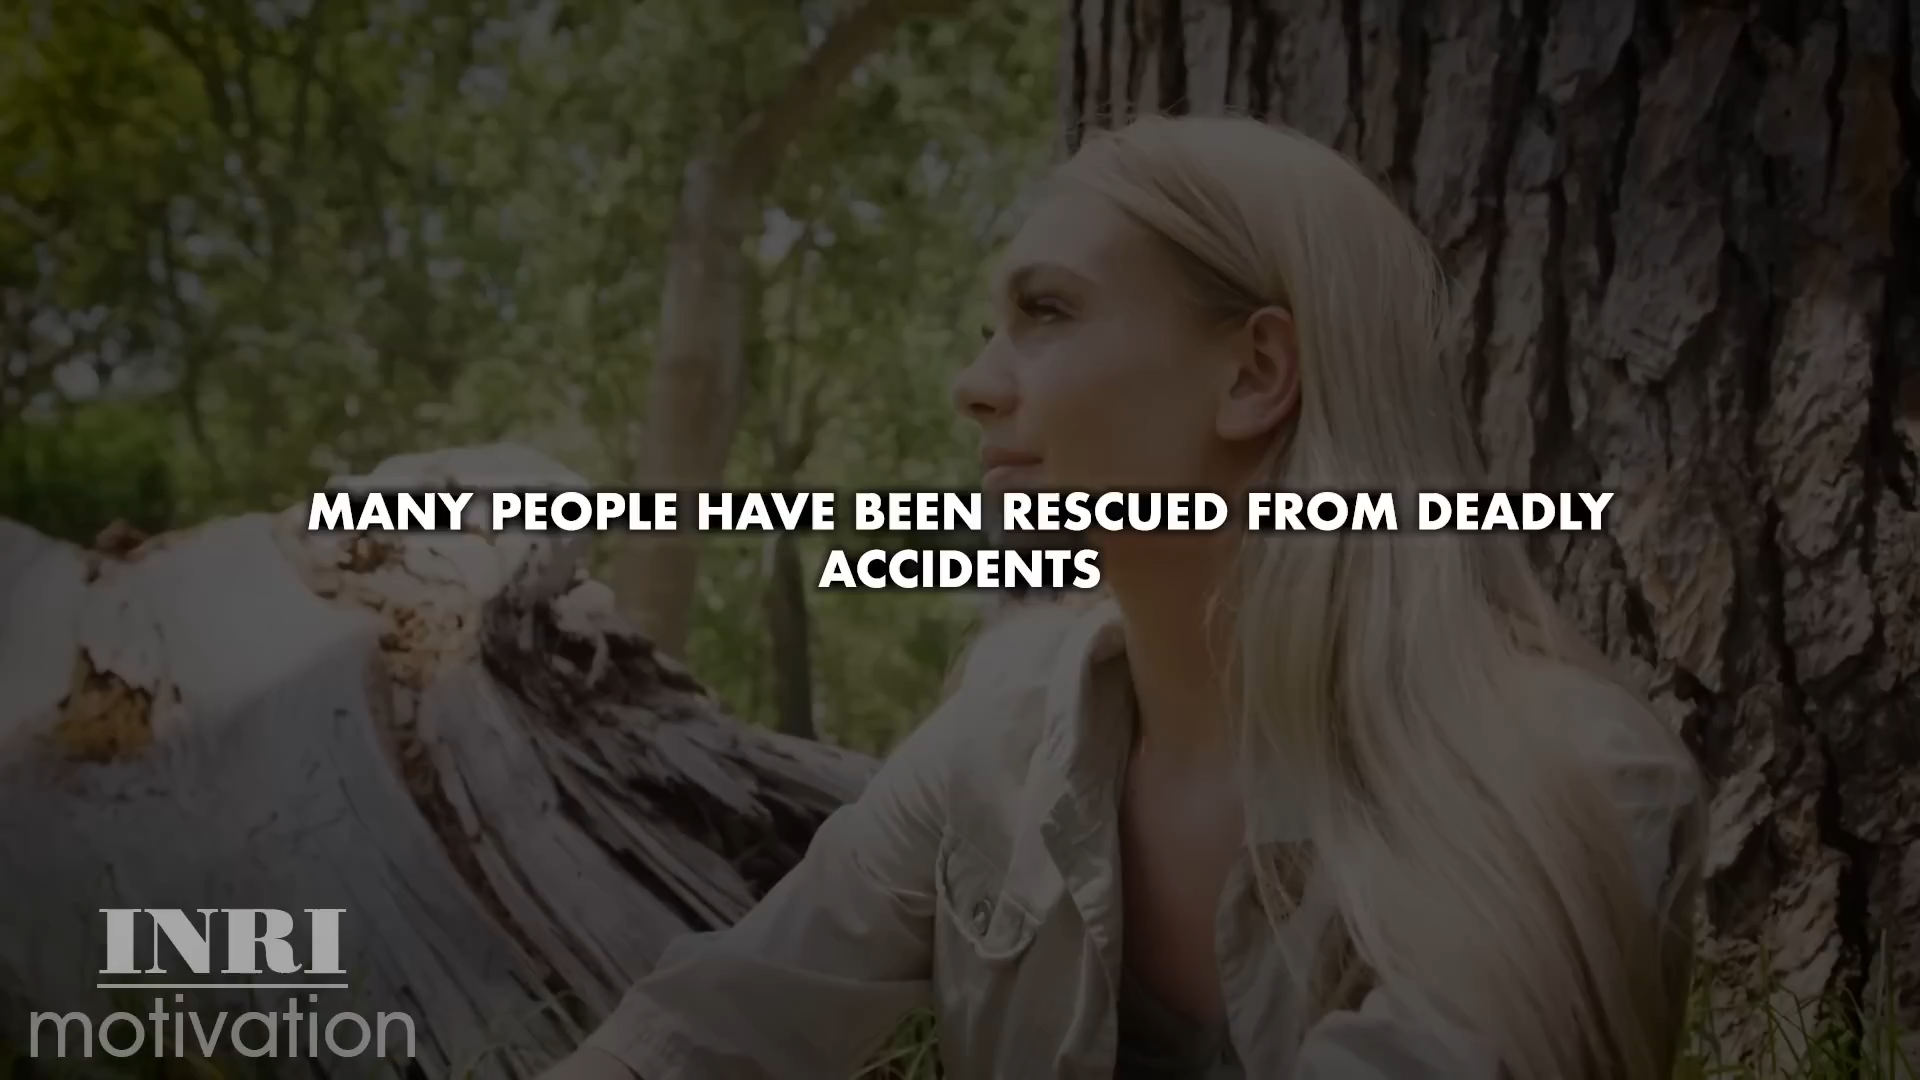 MANY PEOPLE HAVE BEEN RESCUED FROM DEADLY
ACCIDENTS
INRI
motivation